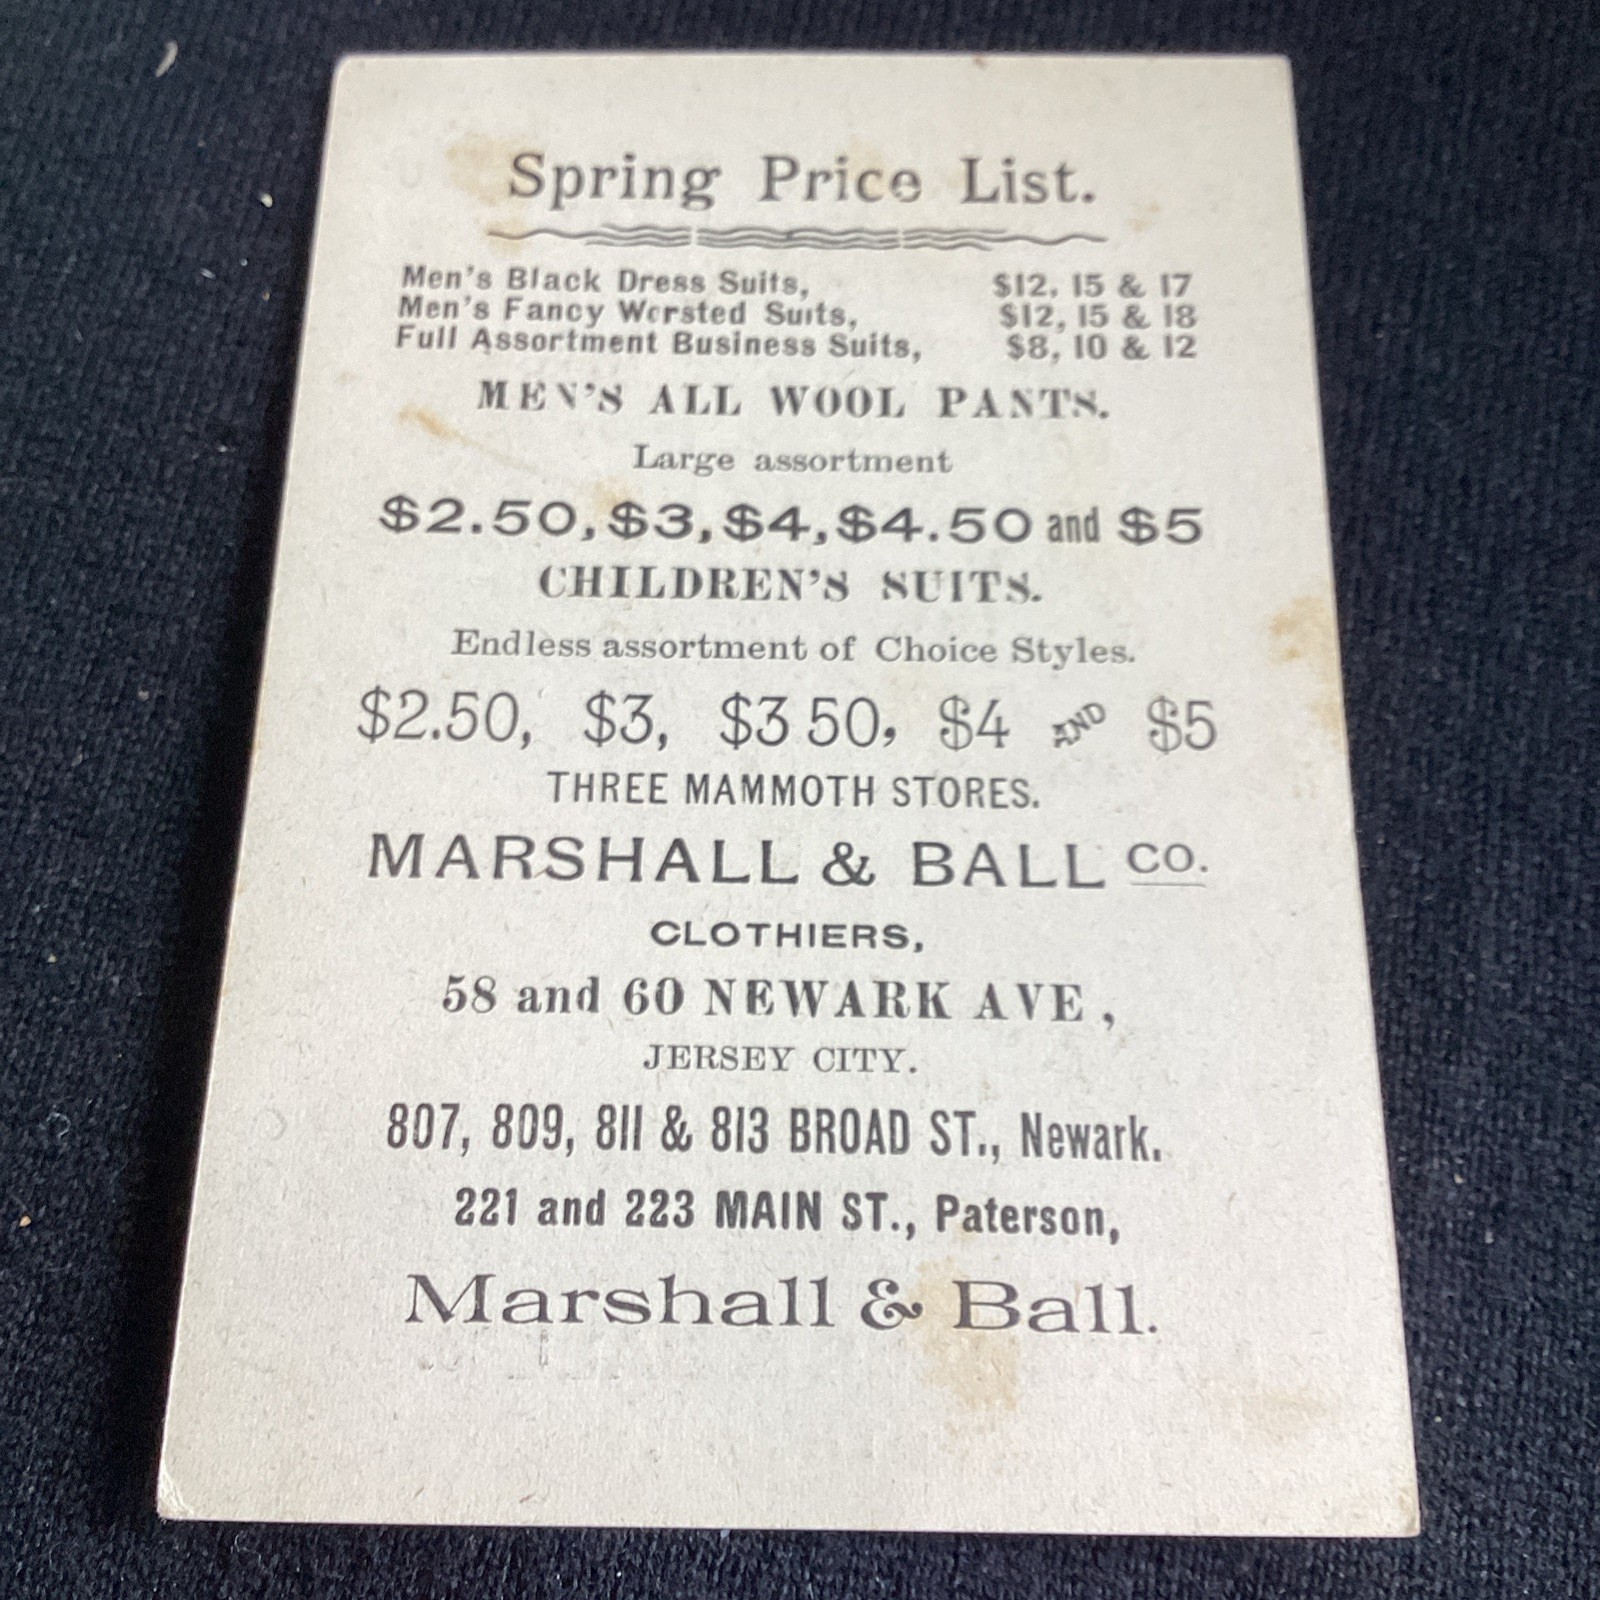 Spring Price List.
Men's Black Dress Suits, $12, 15 & 17
Men's Fancy Worsted Suits, $12, 15 & 18
Full Assortment Business Suits, $8, 10 & 12
MEN'S ALL WOOL PANTS.
Large assortment
$2.50, $3, $4, $4.50 and $5
CHILDREN'S SUITS.
Endless assortment of Choice Styles.
$2.50, $3, $3 50, $4 AND $5
THREE MAMMOTH STORES.
MARSHALL & BALL CO.
CLOTHIERS,
58 and 60 NEWARK AVE,
JERSEY CITY.
807, 809, 811 & 813 BROAD ST., Newark.
221 and 223 MAIN ST., Paterson,
Marshall & Ball.